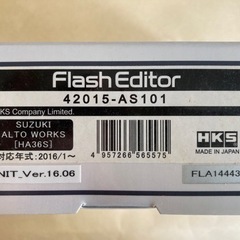 Flash Editor
42015-AS101
KS Company Limited.
SUZUKI
ALTO WORKS
[HA36S]
対応年式:2016/1~
4 957266 565575
HKS
MADE IN JAPAN
NIT_Ver.16.06
FLA14443